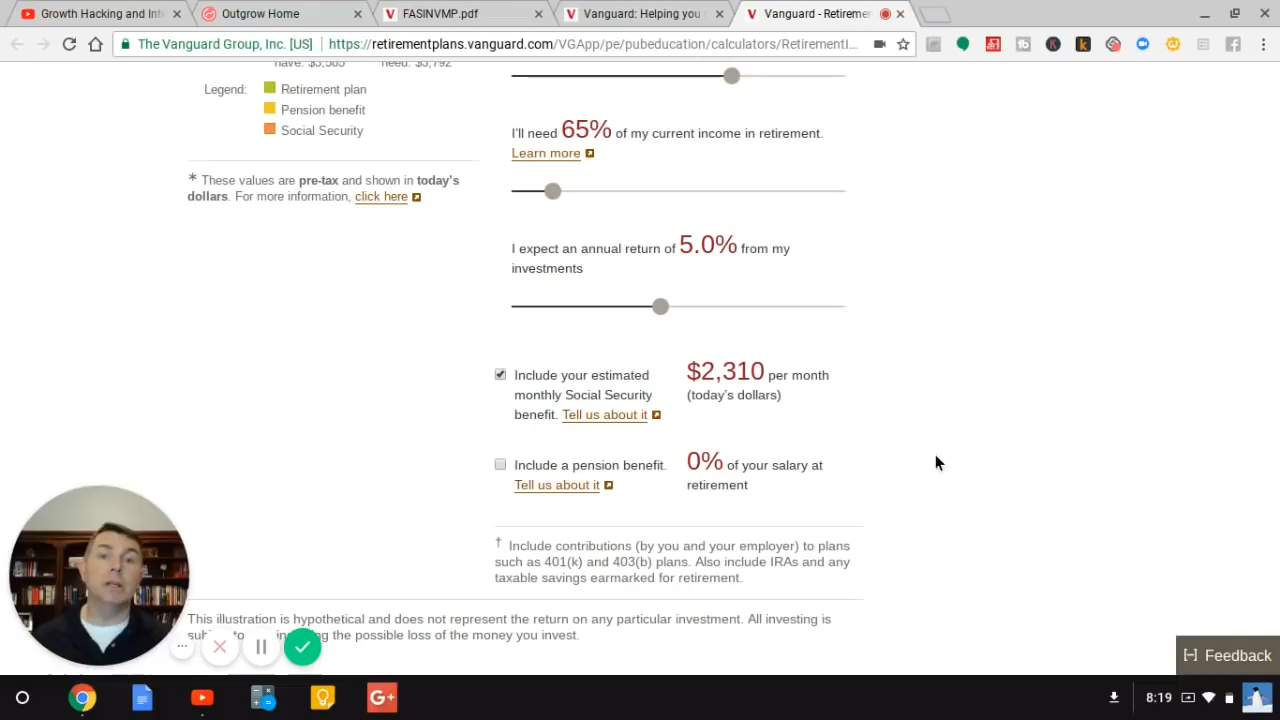 Growth Hacking and Int
Outgrow Home
FASINVMP.pdf
Vanguard: Helping you m
Vanguard - Retiremen
The Vanguard Group, Inc. [US]
https://retirementplans.vanguard.com/VGApp/pe/pubeducation/calculators/RetirementI...
have: $3,585 need: $3,792
Legend:
Retirement plan
Pension benefit
Social Security
* These values are pre-tax and shown in today's
dollars. For more information, click here
I'll need 65% of my current income in retirement.
Learn more
I expect an annual return of 5.0% from my
investments
Include your estimated
monthly Social Security
benefit. Tell us about it
$2,310 per month
(today's dollars)
Include a pension benefit.
Tell us about it
0% of your salary at
retirement
† Include contributions (by you and your employer) to plans
such as 401(k) and 403(b) plans. Also include IRAs and any
taxable savings earmarked for retirement.
This illustration is hypothetical and does not represent the return on any particular investment. All investing is
the possible loss of the money you invest.
Feedback
G+
8:19